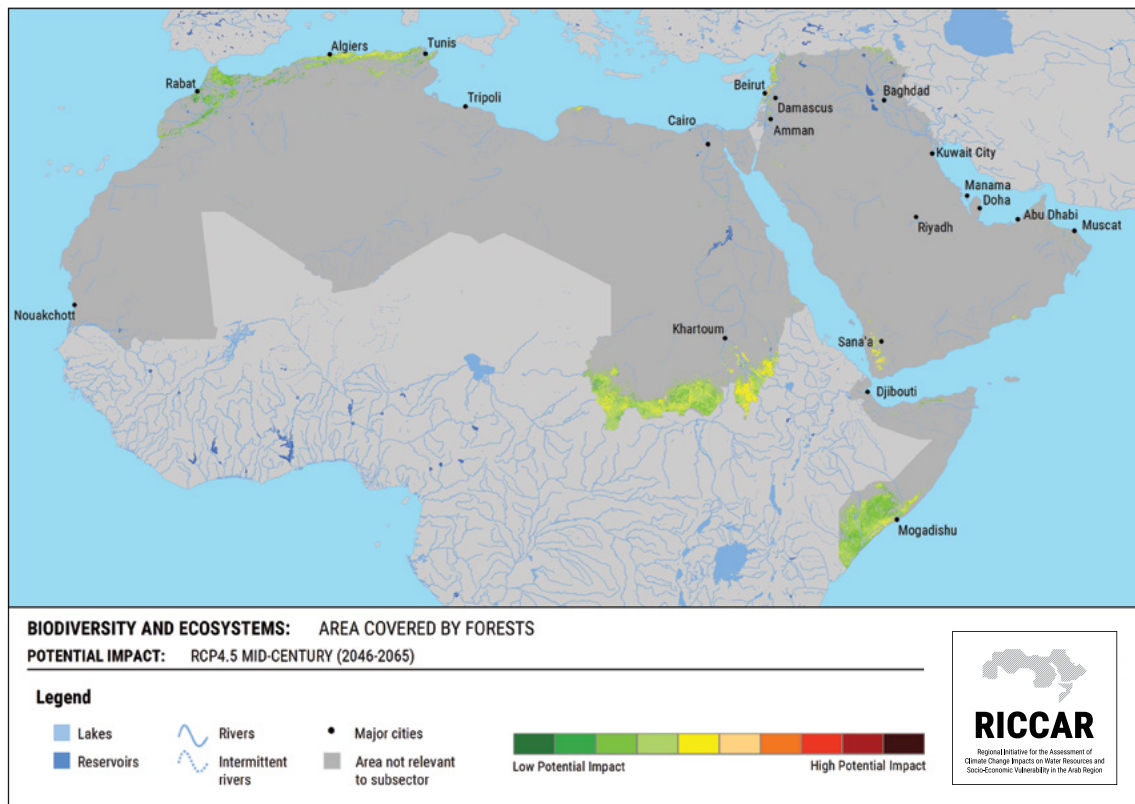 Algiers
Tunis
Rabat
Tripoli
Beirut
Damascus
Baghdad
Cairo
Amman
Kuwait City
Manama
Doha
Abu Dhabi
Muscat
Riyadh
Nouakchott
Khartoum
Sana'a
Djibouti
Mogadishu
BIODIVERSITY AND ECOSYSTEMS: AREA COVERED BY FORESTS
POTENTIAL IMPACT: RCP4.5 MID-CENTURY (2046-2065)
Legend
Lakes
Reservoirs
Rivers
Intermittent
rivers
Major cities
Area not relevant
to subsector
Low Potential Impact
High Potential Impact
RICCAR
Regional Initiative for the Assessment of
Climate Change Impacts on Water Resources and
Socio-Economic Vulnerability in the Arab Region